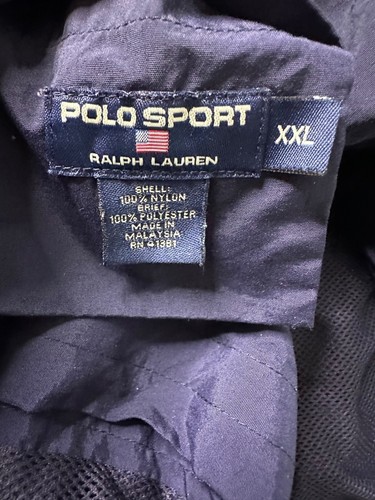 POLO SPORT
XXL
RALPH LAUREN
SHELL:
100% NYLON
BRIEF:
100% POLYESTER
MADE IN
MALAYSIA
RN 41381